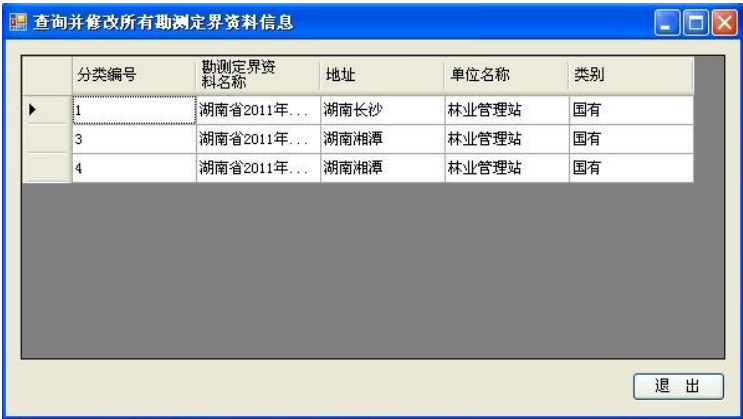 查询并修改所有勘测定界资料信息
分类编号 勘测定界资料名称 地址 单位名称 类别
1 湖南省2011年... 湖南长沙 林业管理站 国有
3 湖南省2011年... 湖南湘潭 林业管理站 国有
4 湖南省2011年... 湖南湘潭 林业管理站 国有
退 出